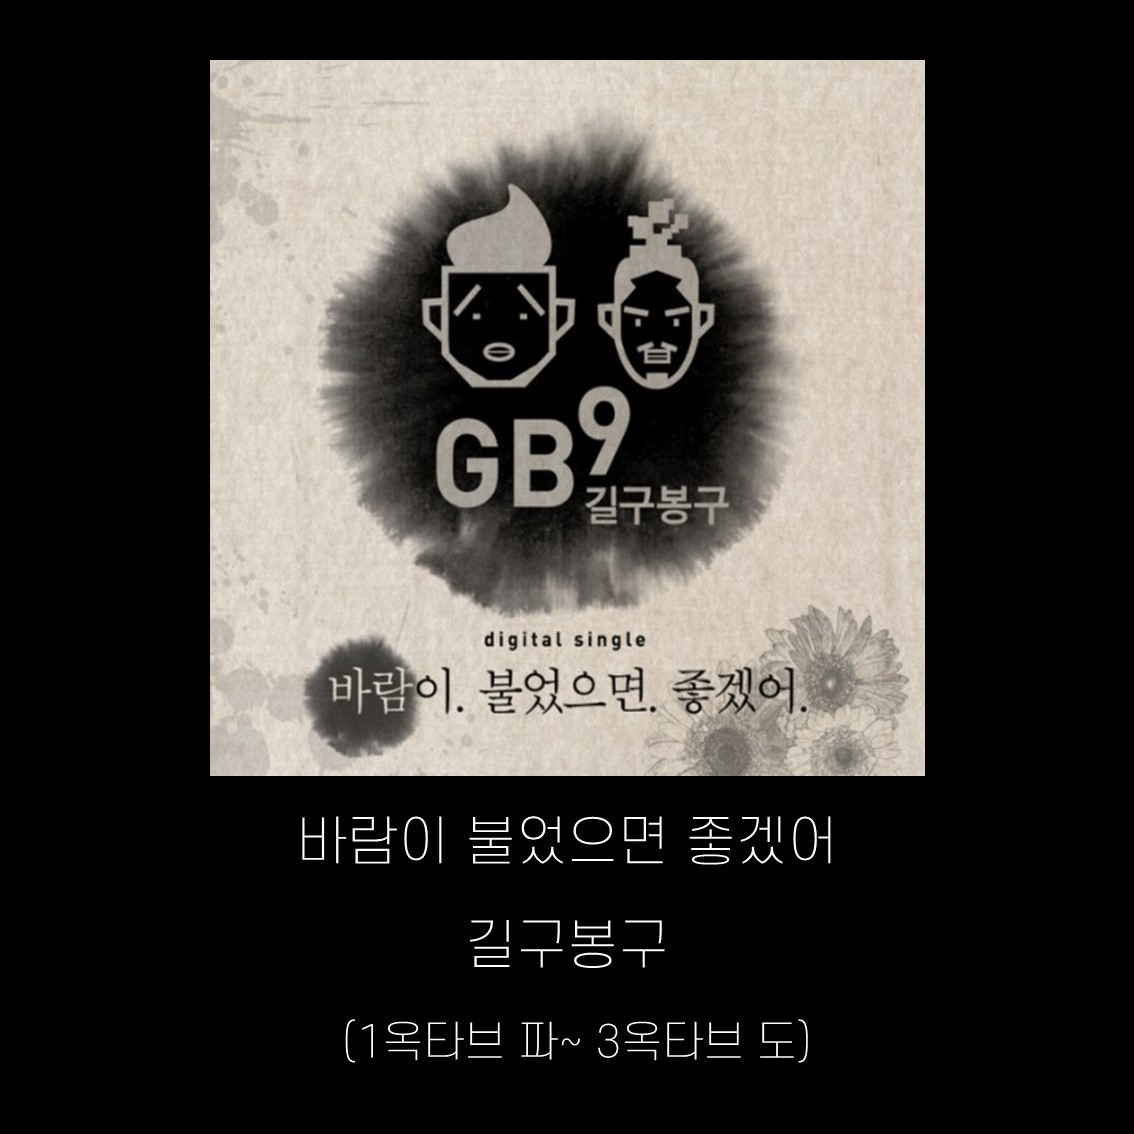 GB9
길구봉구
digital single
바람이. 불었으면. 좋겠어.
바람이 불었으면 좋겠어
길구봉구
(1옥타브 파~ 3옥타브 도)